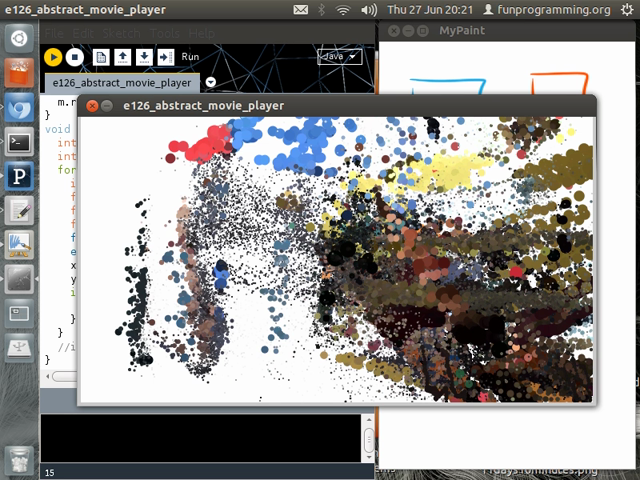 e126_abstract_movie_player
Thu 27 Jun 20:21
funprogramming.org
File Edit Sketch Tools Help
MyPaint
Run
Java
e126_abstract_movie_player
e126_abstract_movie_player
m.r
}
void
int
int
for
i
f
f
f
f
e
x
y
i
}
}
//i
}
15